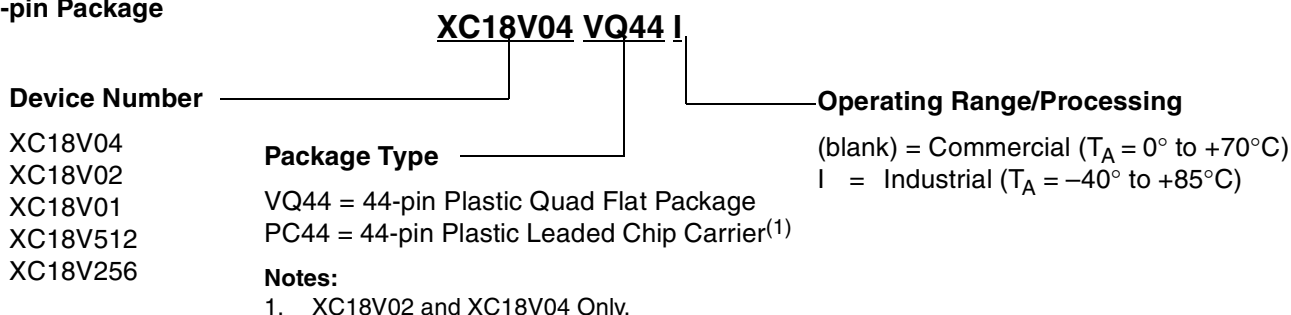 -pin Package
XC18V04 VQ44 I
Device Number
XC18V04
XC18V02
XC18V01
XC18V512
XC18V256
Package Type
VQ44 = 44-pin Plastic Quad Flat Package
PC44 = 44-pin Plastic Leaded Chip Carrier(1)
Notes:
1. XC18V02 and XC18V04 Only.
Operating Range/Processing
(blank) = Commercial (TA = 0° to +70°C)
I = Industrial (TA = –40° to +85°C)